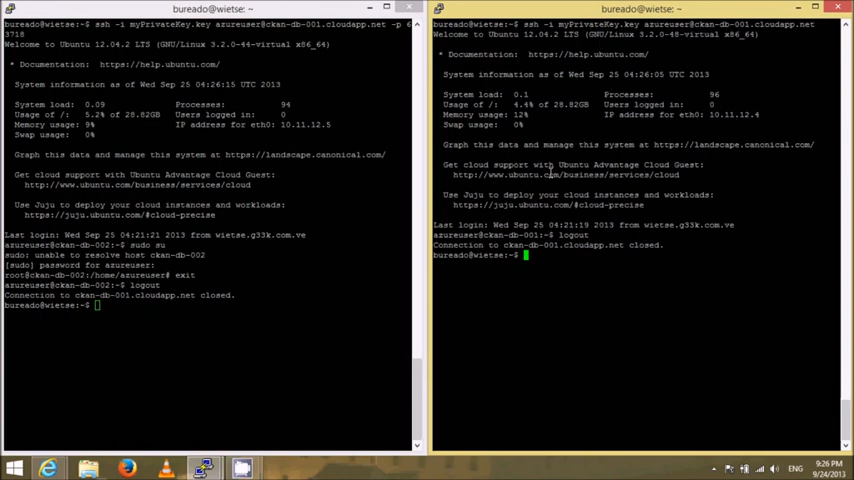 bureado@wietse: ~
bureado@wietse:~$ ssh -i myPrivateKey.key azureuser@ckan-db-001.cloudapp.net -p 6
3718
Welcome to Ubuntu 12.04.2 LTS (GNU/Linux 3.2.0-44-virtual x86_64)
* Documentation:  https://help.ubuntu.com/
System information as of Wed Sep 25 04:26:15 UTC 2013
System load:  0.09              Processes:           94
Usage of /:   5.2% of 28.82GB   Users logged in:     0
Memory usage: 9%                IP address for eth0: 10.11.12.5
Swap usage:   0%
Graph this data and manage this system at https://landscape.canonical.com/
Get cloud support with Ubuntu Advantage Cloud Guest:
http://www.ubuntu.com/business/services/cloud
Use Juju to deploy your cloud instances and workloads:
https://juju.ubuntu.com/#cloud-precise
Last login: Wed Sep 25 04:21:21 2013 from wietse.g33k.com.ve
azureuser@ckan-db-002:~$ sudo su
sudo: unable to resolve host ckan-db-002
[sudo] password for azureuser:
root@ckan-db-002:/home/azureuser# exit
azureuser@ckan-db-002:~$ logout
Connection to ckan-db-001.cloudapp.net closed.
bureado@wietse:~$
bureado@wietse: ~
bureado@wietse:~$ ssh -i myPrivateKey.key azureuser@ckan-db-001.cloudapp.net
Welcome to Ubuntu 12.04.2 LTS (GNU/Linux 3.2.0-48-virtual x86_64)
* Documentation:  https://help.ubuntu.com/
System information as of Wed Sep 25 04:26:05 UTC 2013
System load:  0.1               Processes:           96
Usage of /:   4.4% of 28.82GB   Users logged in:     0
Memory usage: 12%               IP address for eth0: 10.11.12.4
Swap usage:   0%
Graph this data and manage this system at https://landscape.canonical.com/
Get cloud support with Ubuntu Advantage Cloud Guest:
http://www.ubuntu.com/business/services/cloud
Use Juju to deploy your cloud instances and workloads:
https://juju.ubuntu.com/#cloud-precise
Last login: Wed Sep 25 04:21:19 2013 from wietse.g33k.com.ve
azureuser@ckan-db-001:~$ logout
Connection to ckan-db-001.cloudapp.net closed.
bureado@wietse:~$
ENG
9:26 PM
9/24/2013